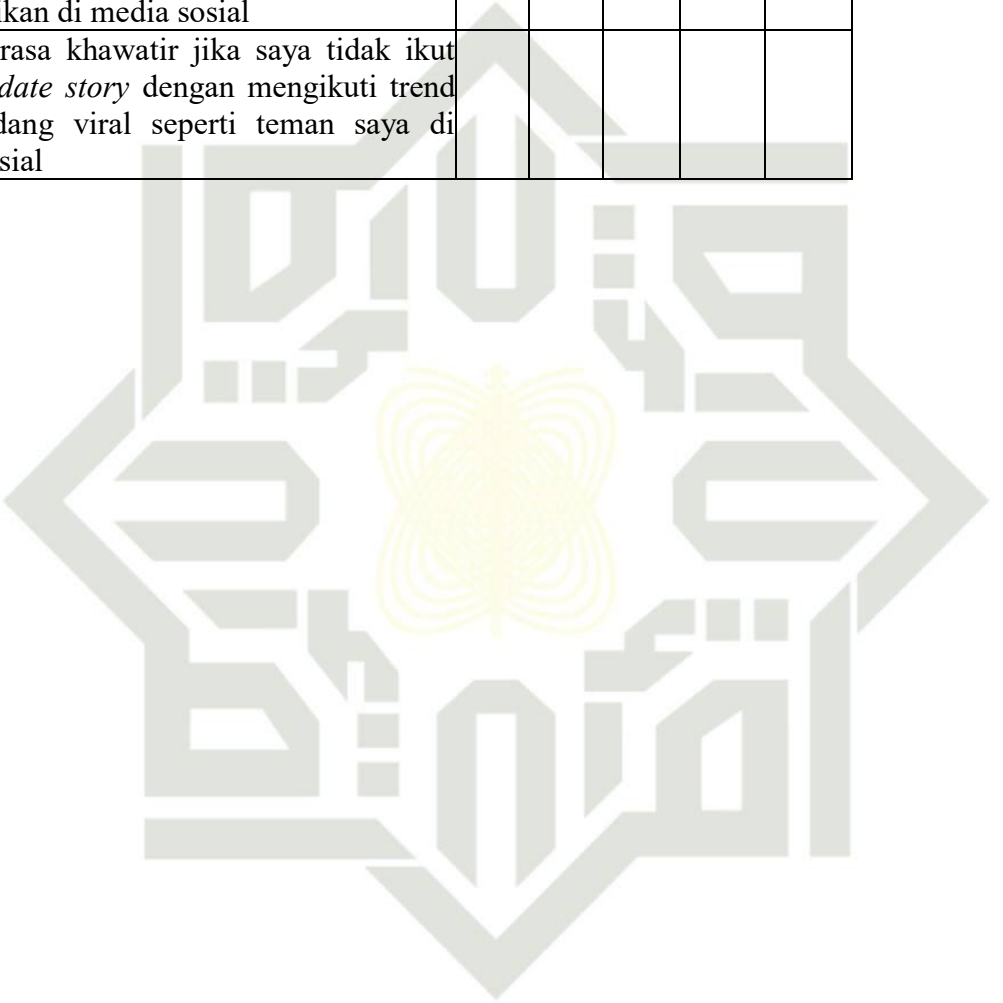 ikan di media sosial
rasa khawatir jika saya tidak ikut
date story dengan mengikuti trend
dang viral seperti teman saya di
sial